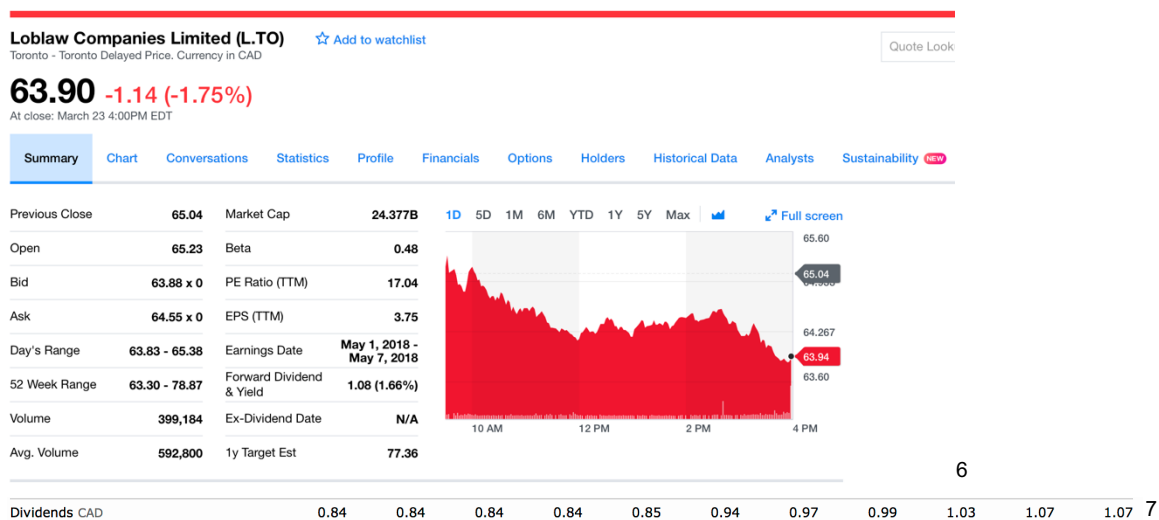 Loblaw Companies Limited (L.TO) Add to watchlist
Toronto - Toronto Delayed Price. Currency in CAD
Quote Look
63.90 -1.14 (-1.75%)
At close: March 23 4:00PM EDT
Summary Chart Conversations Statistics Profile Financials Options Holders Historical Data Analysts Sustainability NEW
Previous Close 65.04
Open 65.23
Bid 63.88 x 0
Ask 64.55 x 0
Day's Range 63.83 - 65.38
52 Week Range 63.30 - 78.87
Volume 399,184
Avg. Volume 592,800
Market Cap 24.377B
Beta 0.48
PE Ratio (TTM) 17.04
EPS (TTM) 3.75
Earnings Date May 1, 2018 -
May 7, 2018
Forward Dividend
& Yield 1.08 (1.66%)
Ex-Dividend Date N/A
1y Target Est 77.36
1D 5D 1M 6M YTD 1Y 5Y Max Full screen
65.60
65.04
64.267
63.94
63.60
10 AM 12 PM 2 PM 4 PM
6
Dividends CAD 0.84 0.84 0.84 0.84 0.85 0.94 0.97 0.99 1.03 1.07 1.07 7